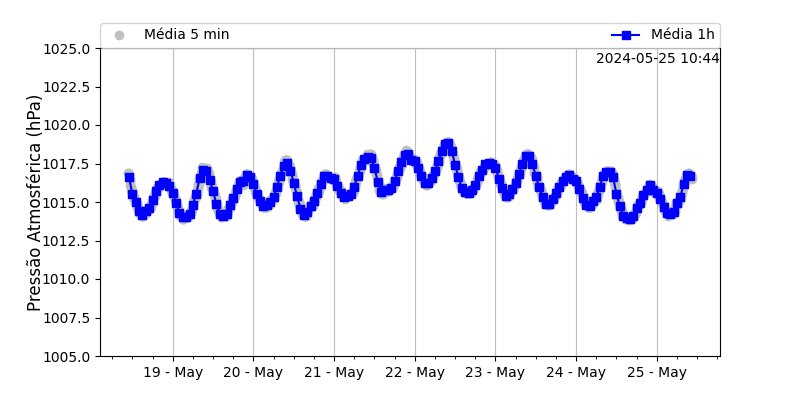 Média 5 min
Média 1h
2024-05-25 10:44
Pressão Atmosférica (hPa)
1025.0
1022.5
1020.0
1017.5
1015.0
1012.5
1010.0
1007.5
1005.0
19 - May 20 - May 21 - May 22 - May 23 - May 24 - May 25 - May